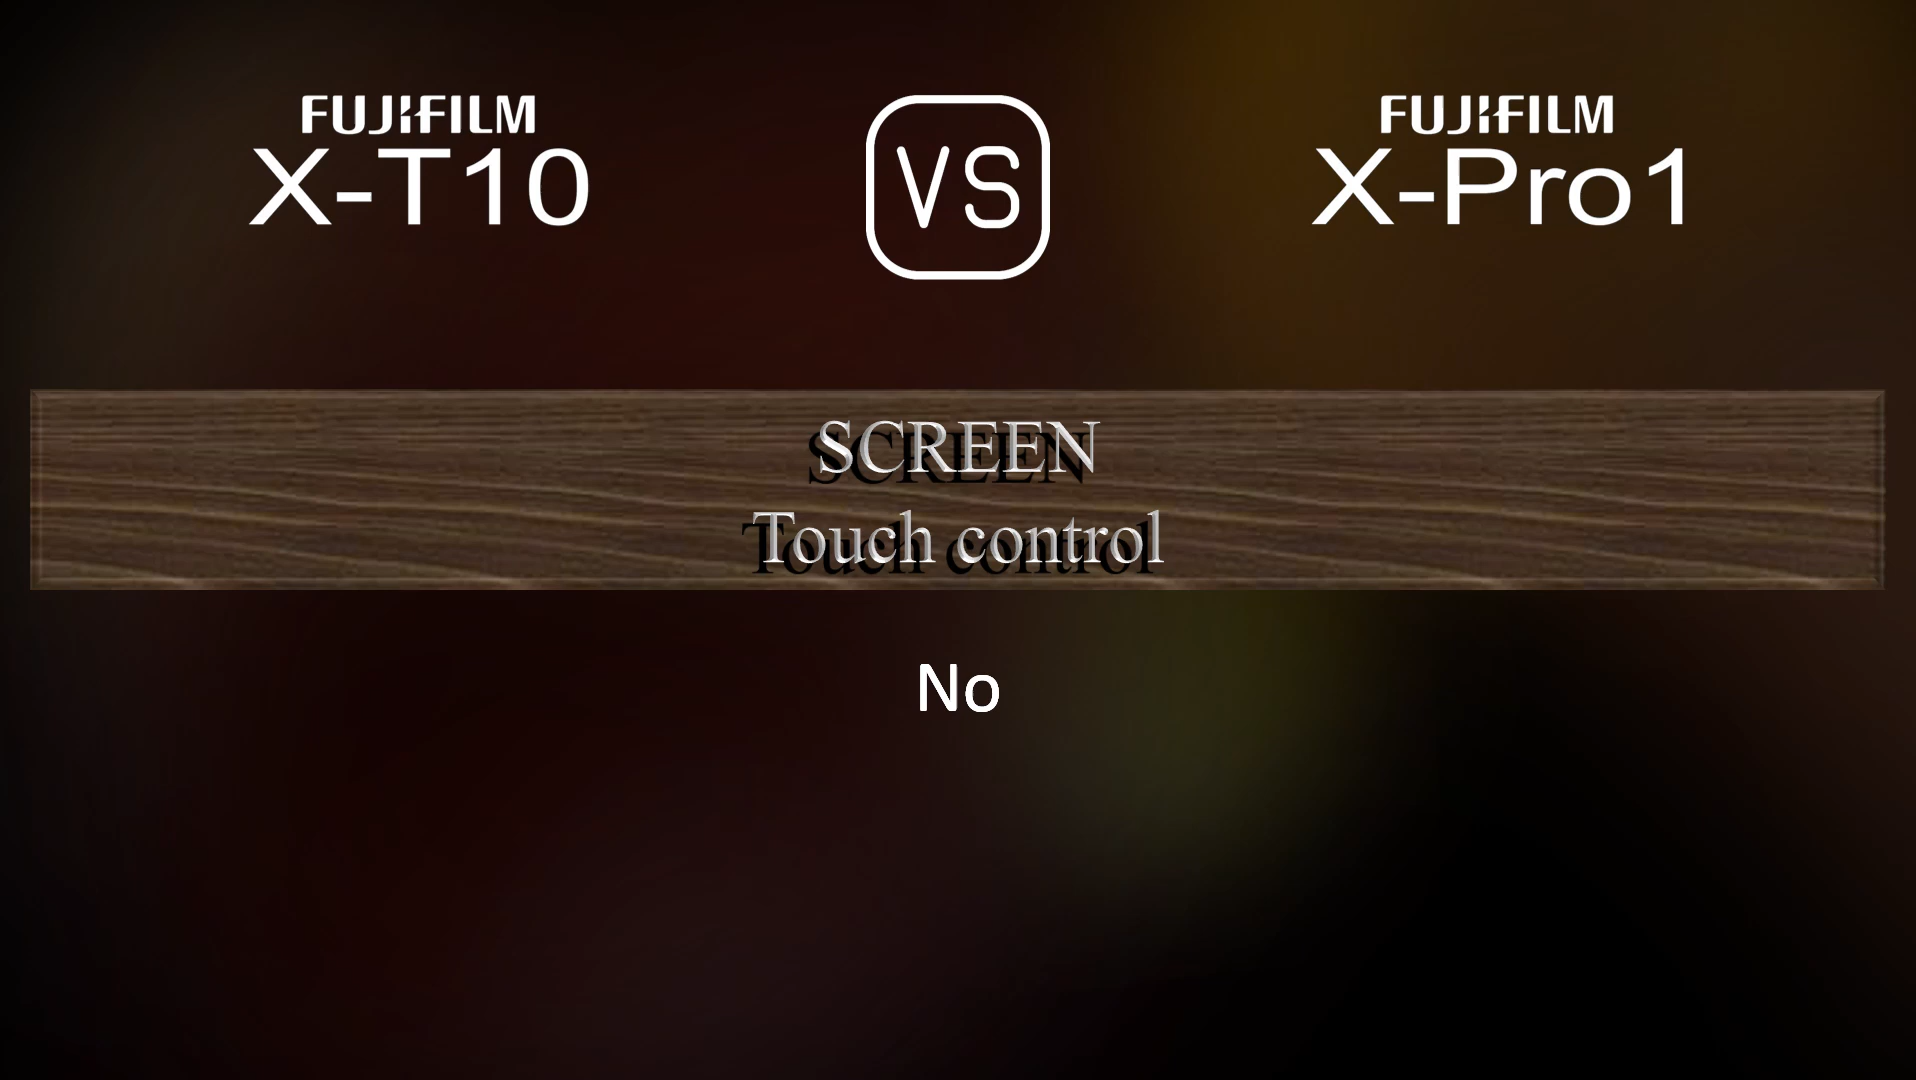 FUJIFILM
X-T10
VS
FUJIFILM
X-Pro1
SCREEN
Touch control
No